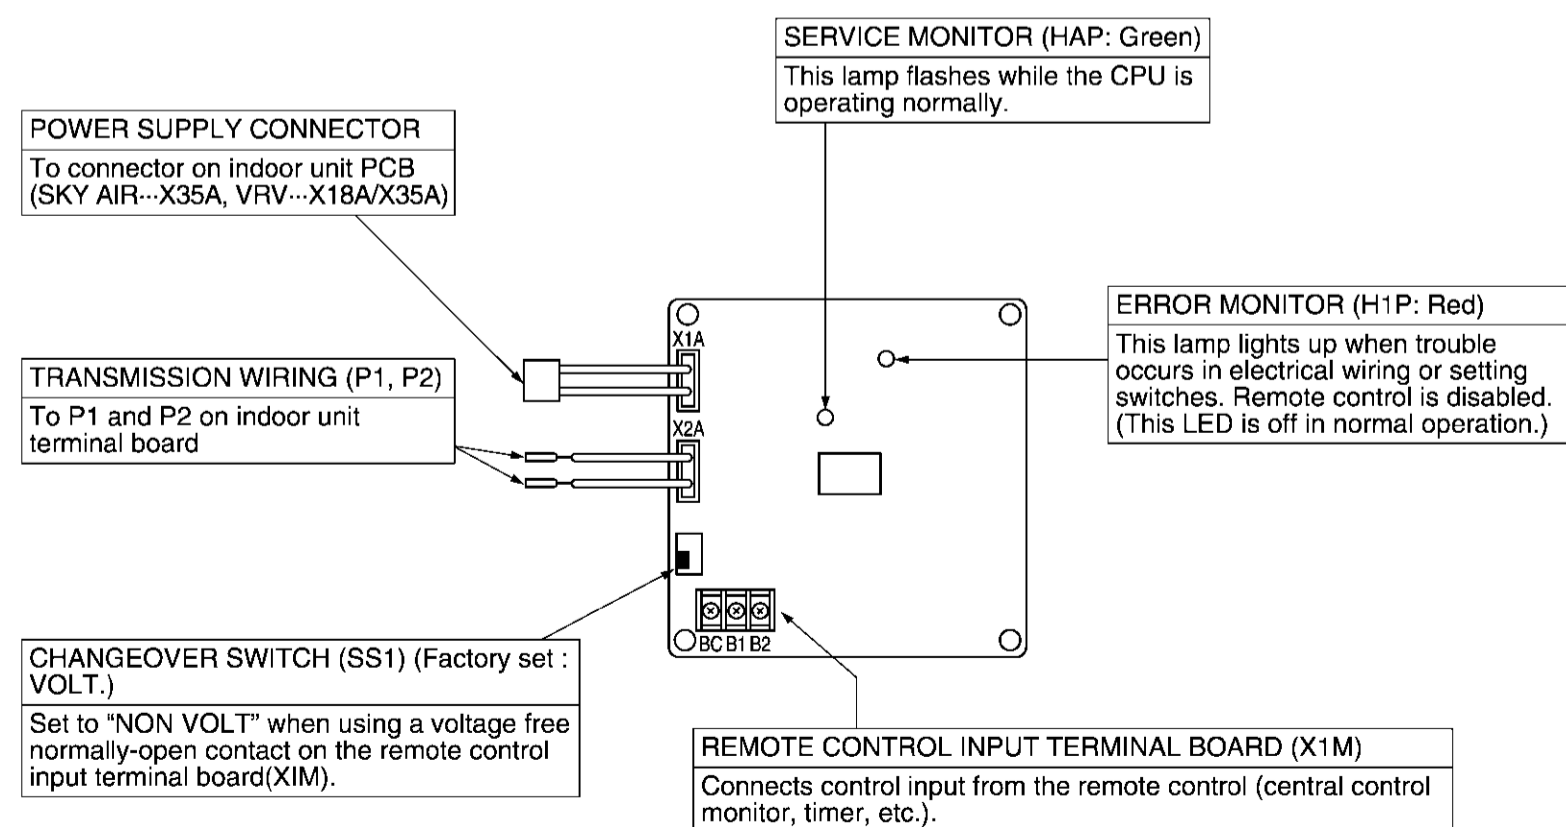 SERVICE MONITOR (HAP: Green)
This lamp flashes while the CPU is
operating normally.
POWER SUPPLY CONNECTOR
To connector on indoor unit PCB
(SKY AIR···X35A, VRV···X18A/X35A)
ERROR MONITOR (H1P: Red)
This lamp lights up when trouble
occurs in electrical wiring or setting
switches. Remote control is disabled.
(This LED is off in normal operation.)
X1A
TRANSMISSION WIRING (P1, P2)
To P1 and P2 on indoor unit
terminal board
X2A
BC B1 B2
CHANGEOVER SWITCH (SS1) (Factory set :
VOLT.)
Set to “NON VOLT” when using a voltage free
normally-open contact on the remote control
input terminal board(XIM).
REMOTE CONTROL INPUT TERMINAL BOARD (X1M)
Connects control input from the remote control (central control
monitor, timer, etc.).